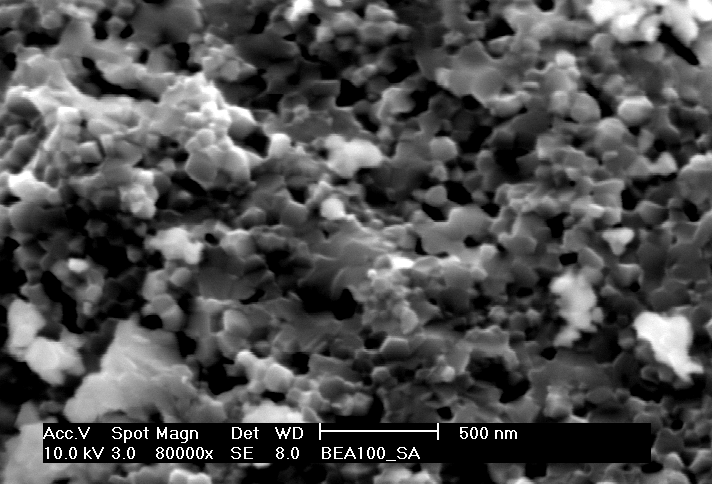 Acc.V Spot Magn Det WD 500 nm
10.0 kV 3.0 80000x SE 8.0 BEA100_SA